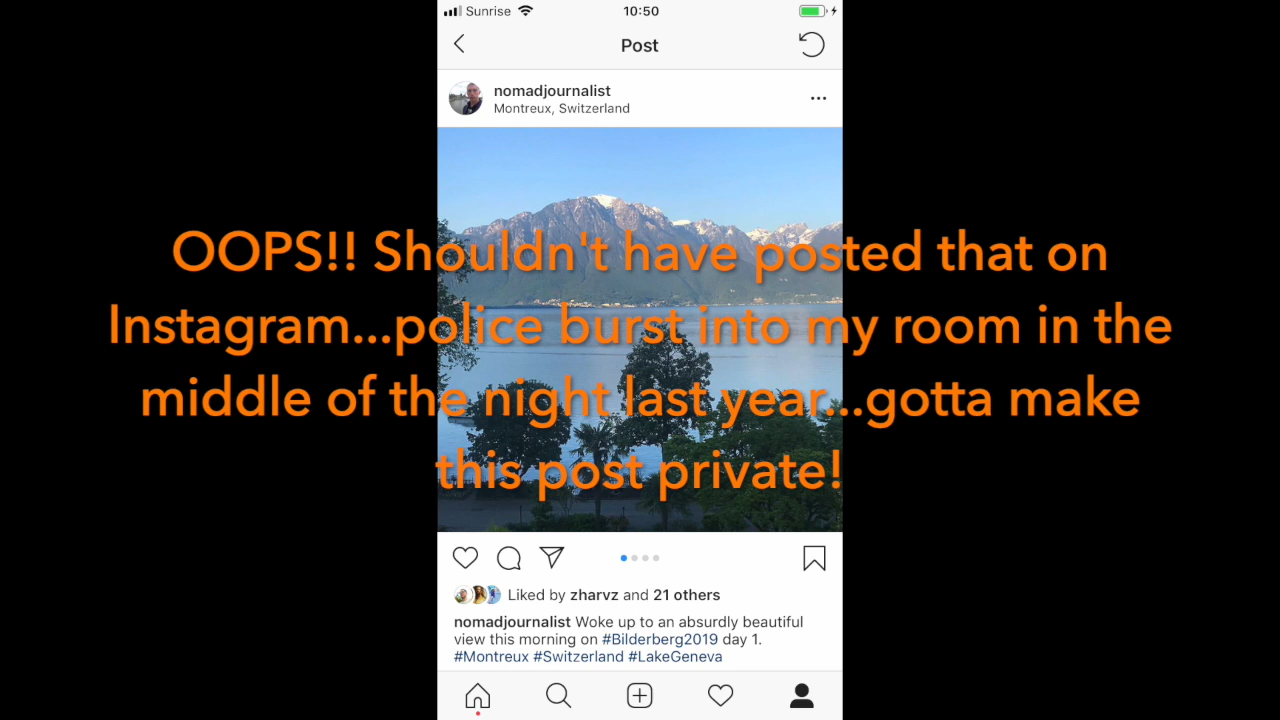 Sunrise 10:50
Post
nomadjournalist
Montreux, Switzerland
OOPS!! Shouldn't have posted that on
Instagram...police burst into my room in the
middle of the night last year...gotta make
this post private!
Liked by zharvz and 21 others
nomadjournalist Woke up to an absurdly beautiful
view this morning on #Bilderberg2019 day 1.
#Montreux #Switzerland #LakeGeneva